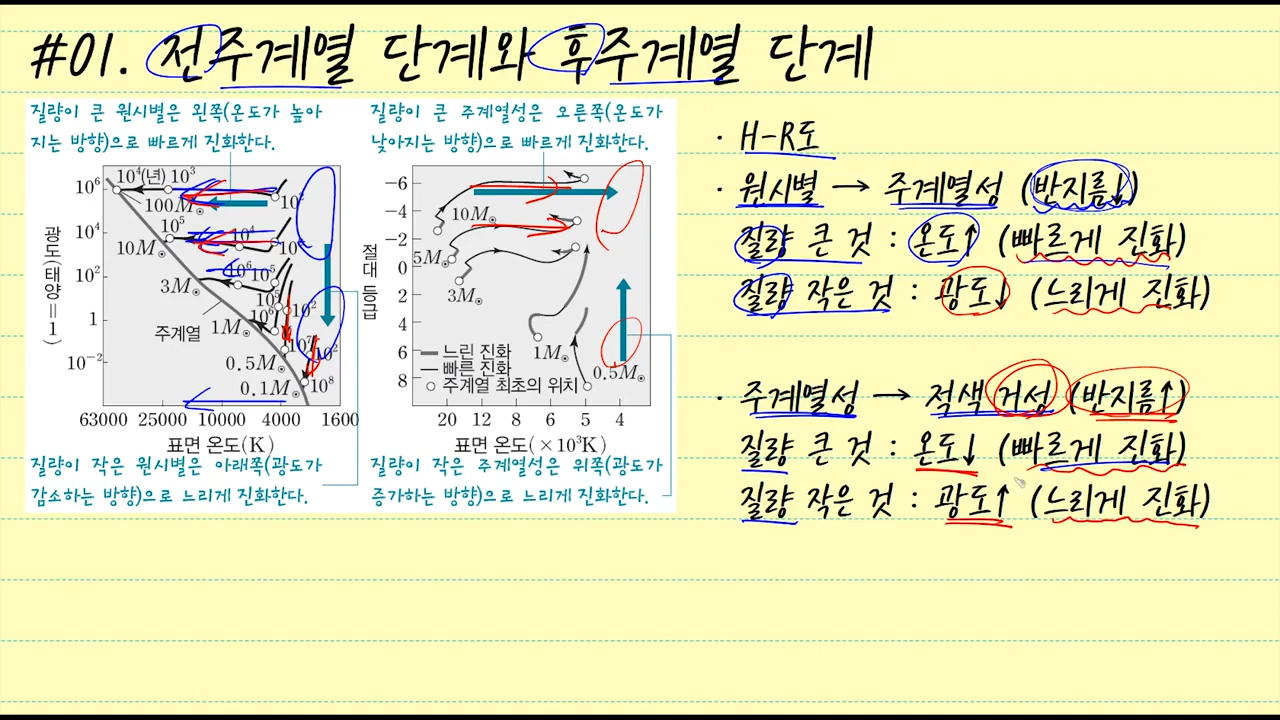 #01. 전주계열 단계와 후주계열 단계
질량이 큰 원시별은 왼쪽(온도가 높아
지는 방향)으로 빠르게 진화한다.
10⁴(년) 10³
10⁶
10⁴
10²
1
10⁻²
광도(태양=1)
100M⊙
10²
10⁵
10⁴
10M⊙
10⁶ 10⁵
3M⊙
10⁵
10⁶
10²
주계열
1M⊙
10⁷
10²
0.5M⊙
0.1M⊙
10⁸
63000 25000 10000 4000 1600
표면 온도(K)
질량이 작은 원시별은 아래쪽(광도가
감소하는 방향)으로 느리게 진화한다.
질량이 큰 주계열성은 오른쪽(온도가
낮아지는 방향)으로 빠르게 진화한다.
절대 등급
-6
-4
-2
0
2
4
6
8
10M⊙
5M⊙
3M⊙
1M⊙
0.5M⊙
느린 진화
빠른 진화
주계열 최초의 위치
20 12 8 6 5 4
표면 온도(×10³K)
질량이 작은 주계열성은 위쪽(광도가
증가하는 방향)으로 느리게 진화한다.
· H-R도
· 원시별 → 주계열성 (반지름↓)
질량 큰 것 : 온도↑ (빠르게 진화)
질량 작은 것 : 광도↓ (느리게 진화)
· 주계열성 → 적색 거성 (반지름↑)
질량 큰 것 : 온도↓ (빠르게 진화)
질량 작은 것 : 광도↑ (느리게 진화)